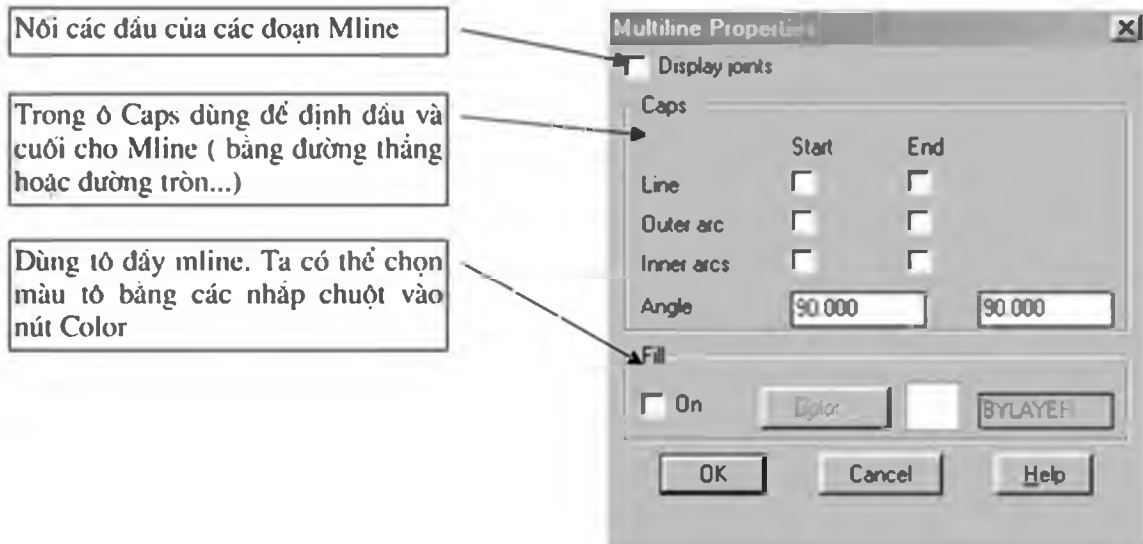 Nối các đầu của các đoạn Mline
Trong ô Caps dùng để định đầu và
cuối cho Mline ( bằng đường thẳng
hoặc đường tròn...)
Dùng tô đầy mline. Ta có thể chọn
màu tô bằng các nhắp chuột vào
nút Color
Multiline Properties
Display joints
Caps
Start End
Line
Outer arc
Inner arcs
Angle 90.000 90.000
Fill
On Color BYLAYER
OK Cancel Help